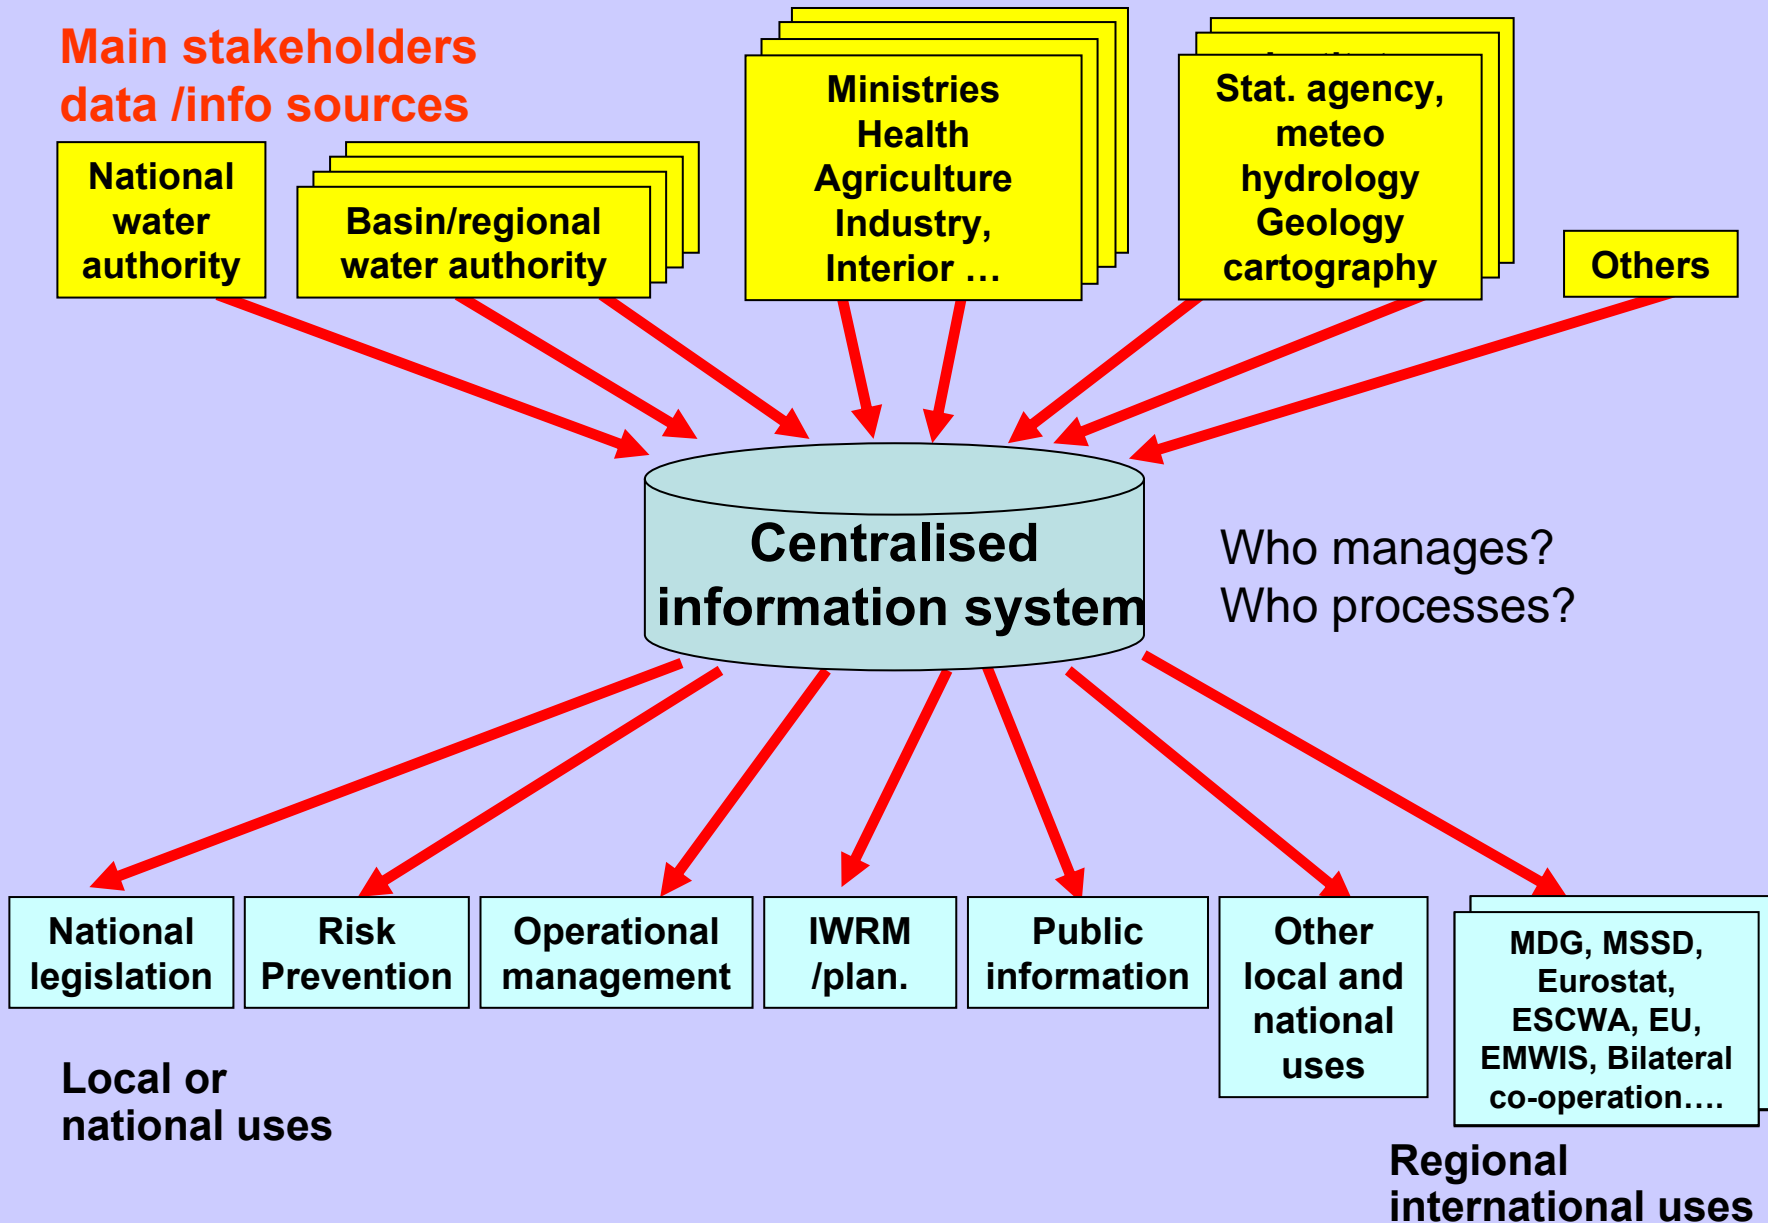 Main stakeholders
data /info sources
National
water
authority
Basin/regional
water authority
Ministries
Health
Agriculture
Industry,
Interior …
Stat. agency,
meteo
hydrology
Geology
cartography
Others
Centralised
information system
Who manages?
Who processes?
National
legislation
Risk
Prevention
Operational
management
IWRM
/plan.
Public
information
Other
local and
national
uses
MDG, MSSD,
Eurostat,
ESCWA, EU,
EMWIS, Bilateral
co-operation….
Local or
national uses
Regional
international uses